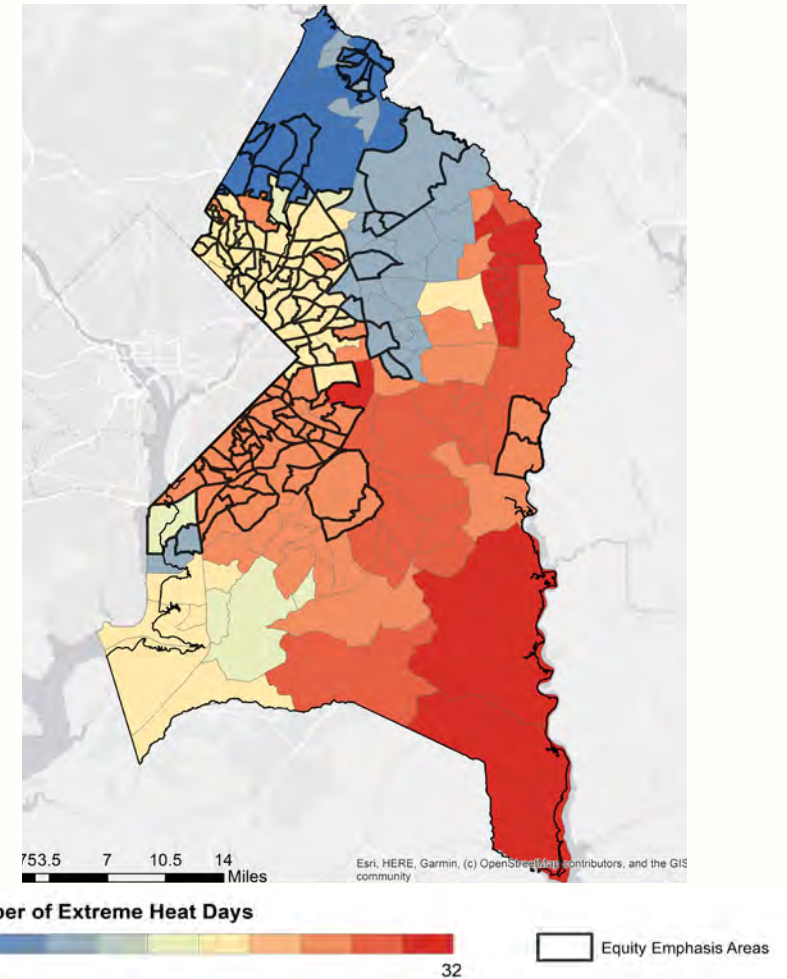 753.5 7 10.5 14
Miles
Esri, HERE, Garmin, (c) OpenStreetMap contributors, and the GIS
community
ber of Extreme Heat Days
32
Equity Emphasis Areas